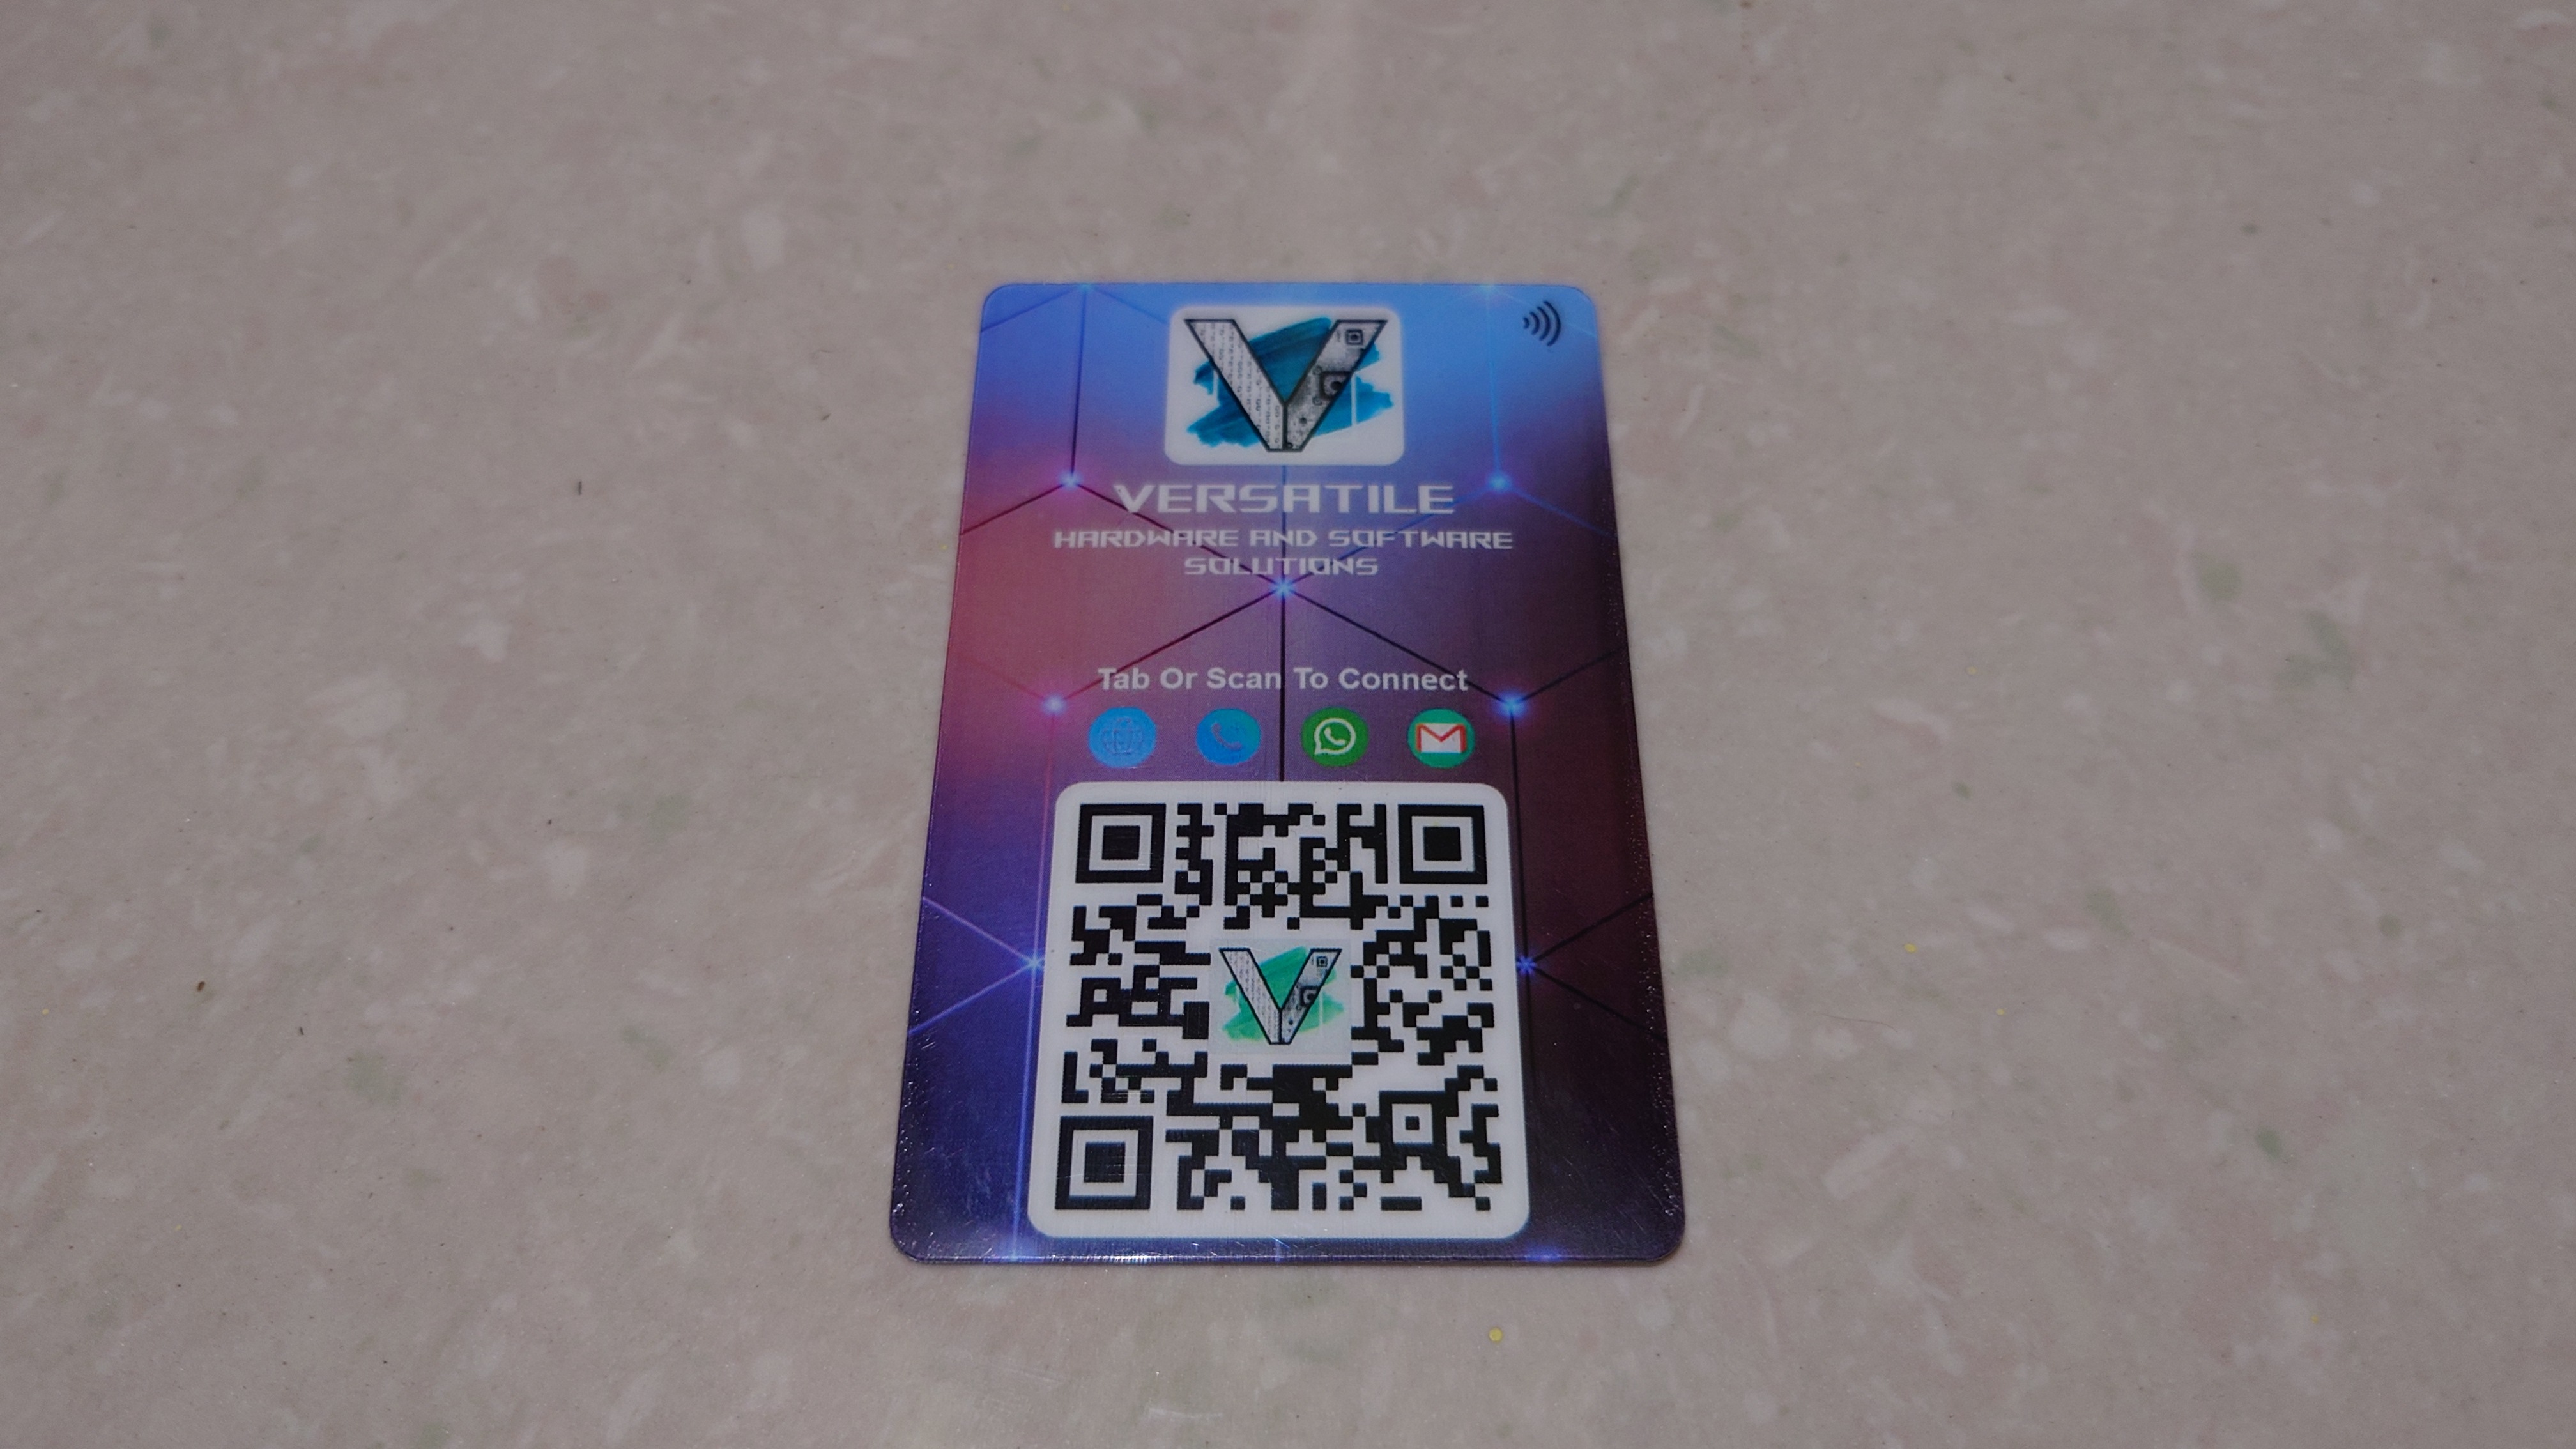 V
VERSATILE
HARDWARE AND SOFTWARE
SOLUTIONS
Tab Or Scan To Connect
V